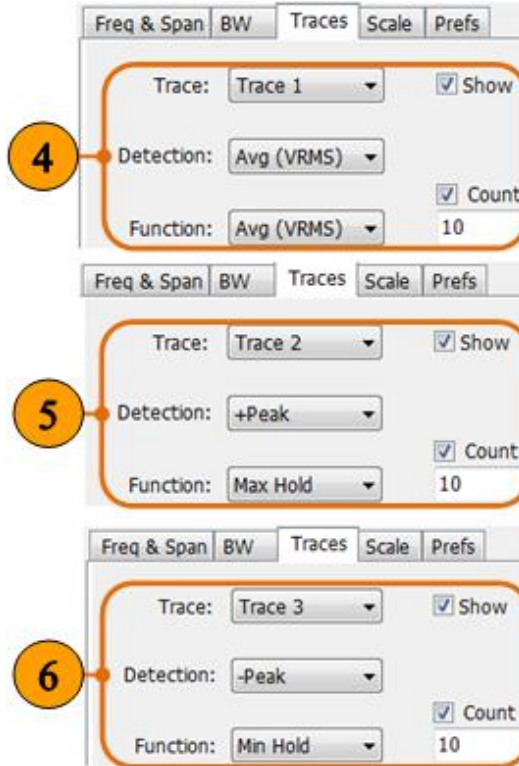 Freq & Span BW Traces Scale Prefs
Trace: Trace 1 Show
4 Detection: Avg (VRMS)
Count
Function: Avg (VRMS) 10
Freq & Span BW Traces Scale Prefs
Trace: Trace 2 Show
5 Detection: +Peak
Count
Function: Max Hold 10
Freq & Span BW Traces Scale Prefs
Trace: Trace 3 Show
6 Detection: -Peak
Count
Function: Min Hold 10